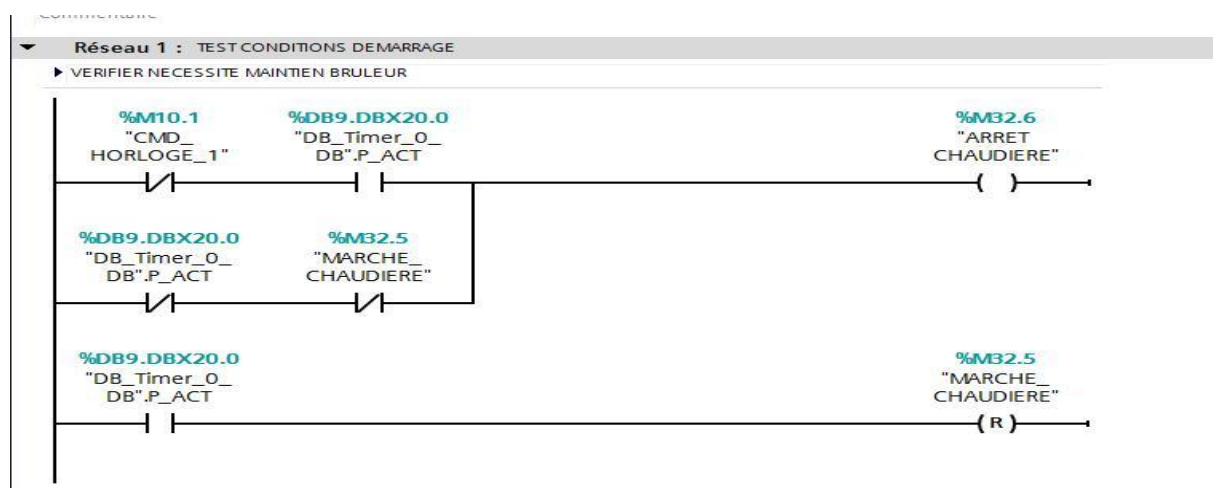 Commentaire
Réseau 1 : TEST CONDITIONS DEMARRAGE
VERIFIER NECESSITE MAINTIEN BRULEUR
%M10.1 %DB9.DBX20.0 %M32.6
"CMD_ "DB_Timer_0_ "ARRET
HORLOGE_1" DB".P_ACT CHAUDIERE"
%DB9.DBX20.0 %M32.5
"DB_Timer_0_ "MARCHE_
DB".P_ACT CHAUDIERE"
%DB9.DBX20.0 %M32.5
"DB_Timer_0_ "MARCHE_
DB".P_ACT CHAUDIERE"
R